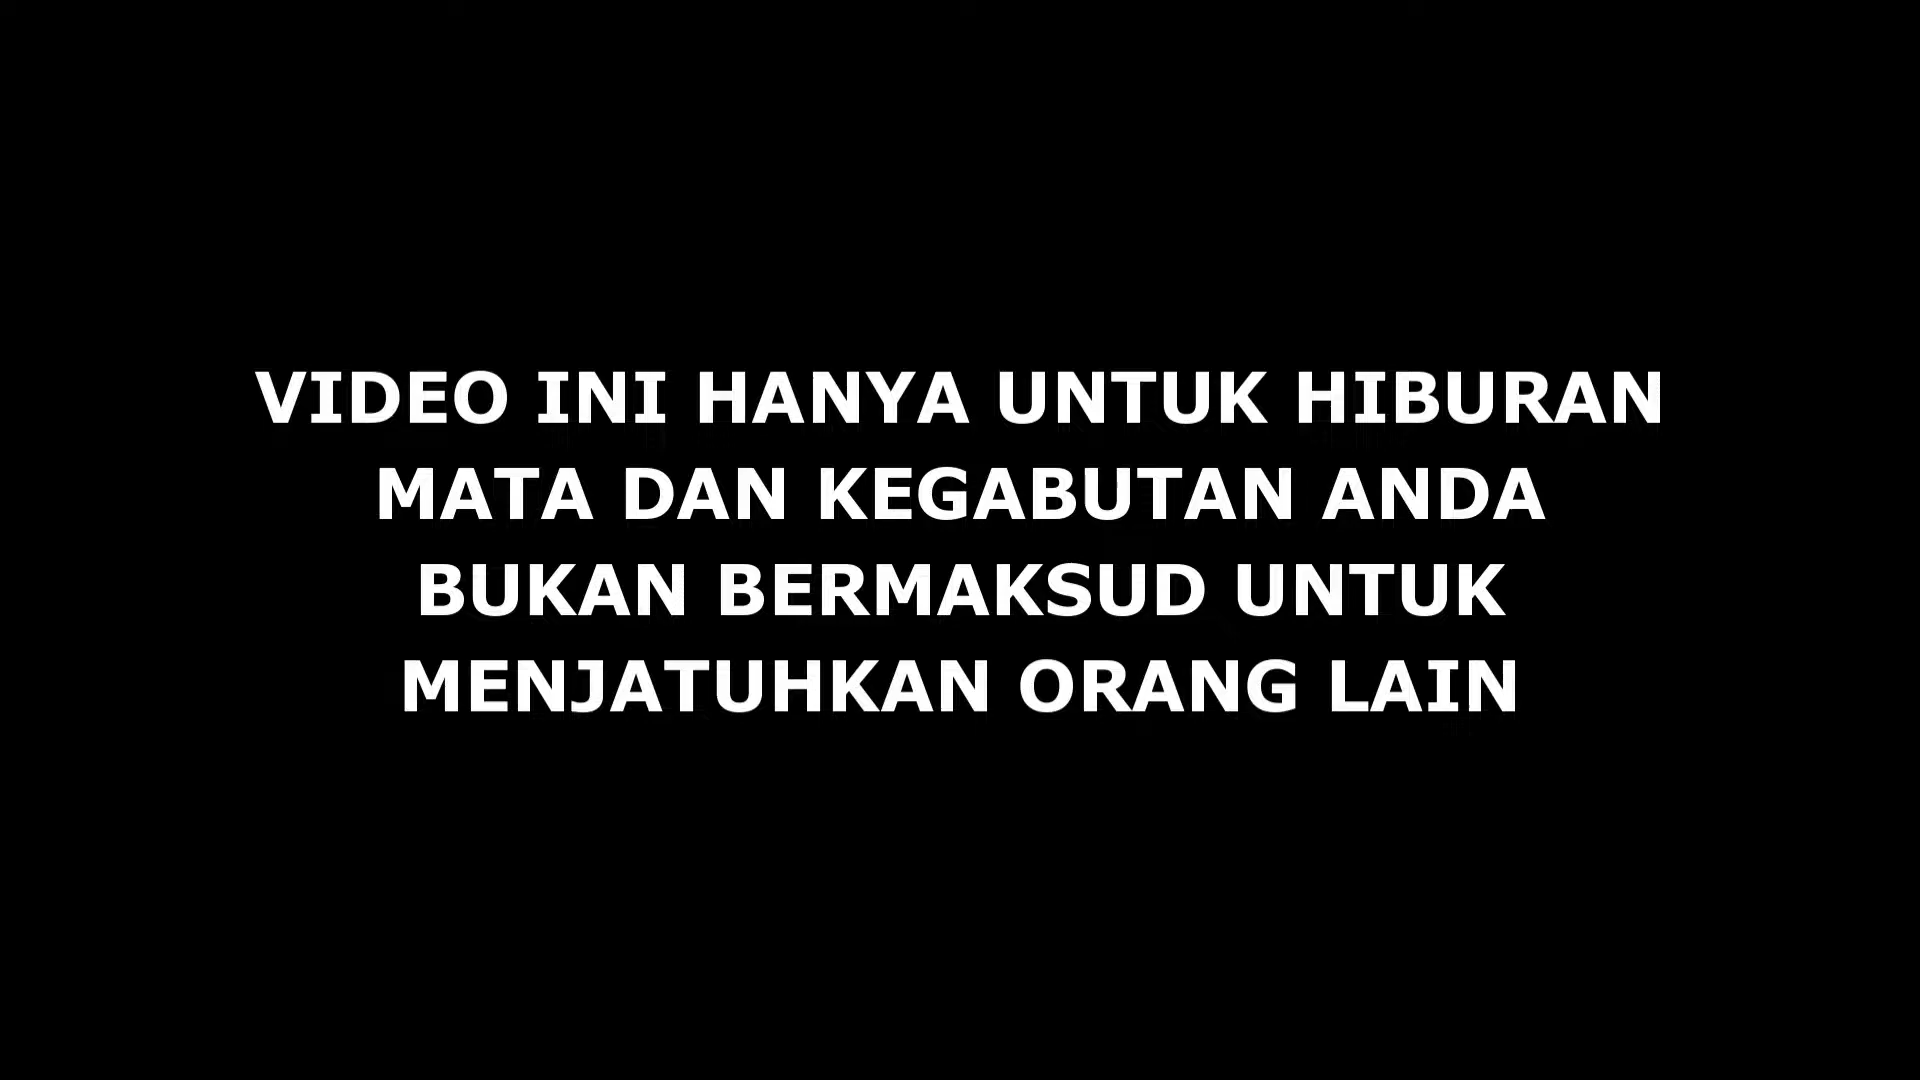 VIDEO INI HANYA UNTUK HIBURAN
MATA DAN KEGABUTAN ANDA
BUKAN BERMAKSUD UNTUK
MENJATUHKAN ORANG LAIN